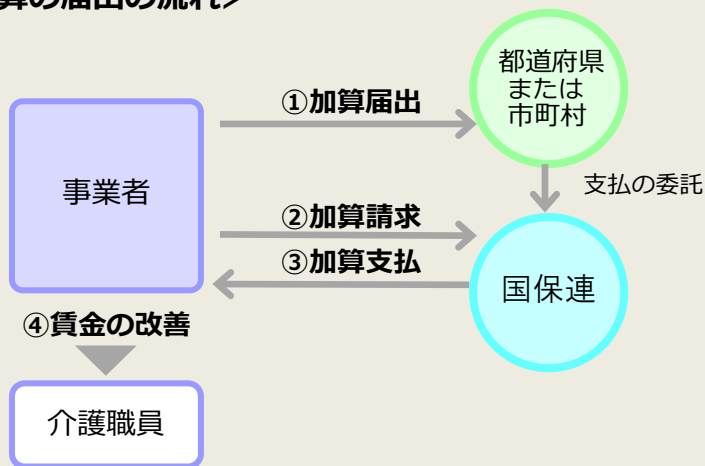 算の届出の流れ>
都道府県
または
市町村
①加算届出
事業者
支払の委託
②加算請求
③加算支払
国保連
④賃金の改善
介護職員